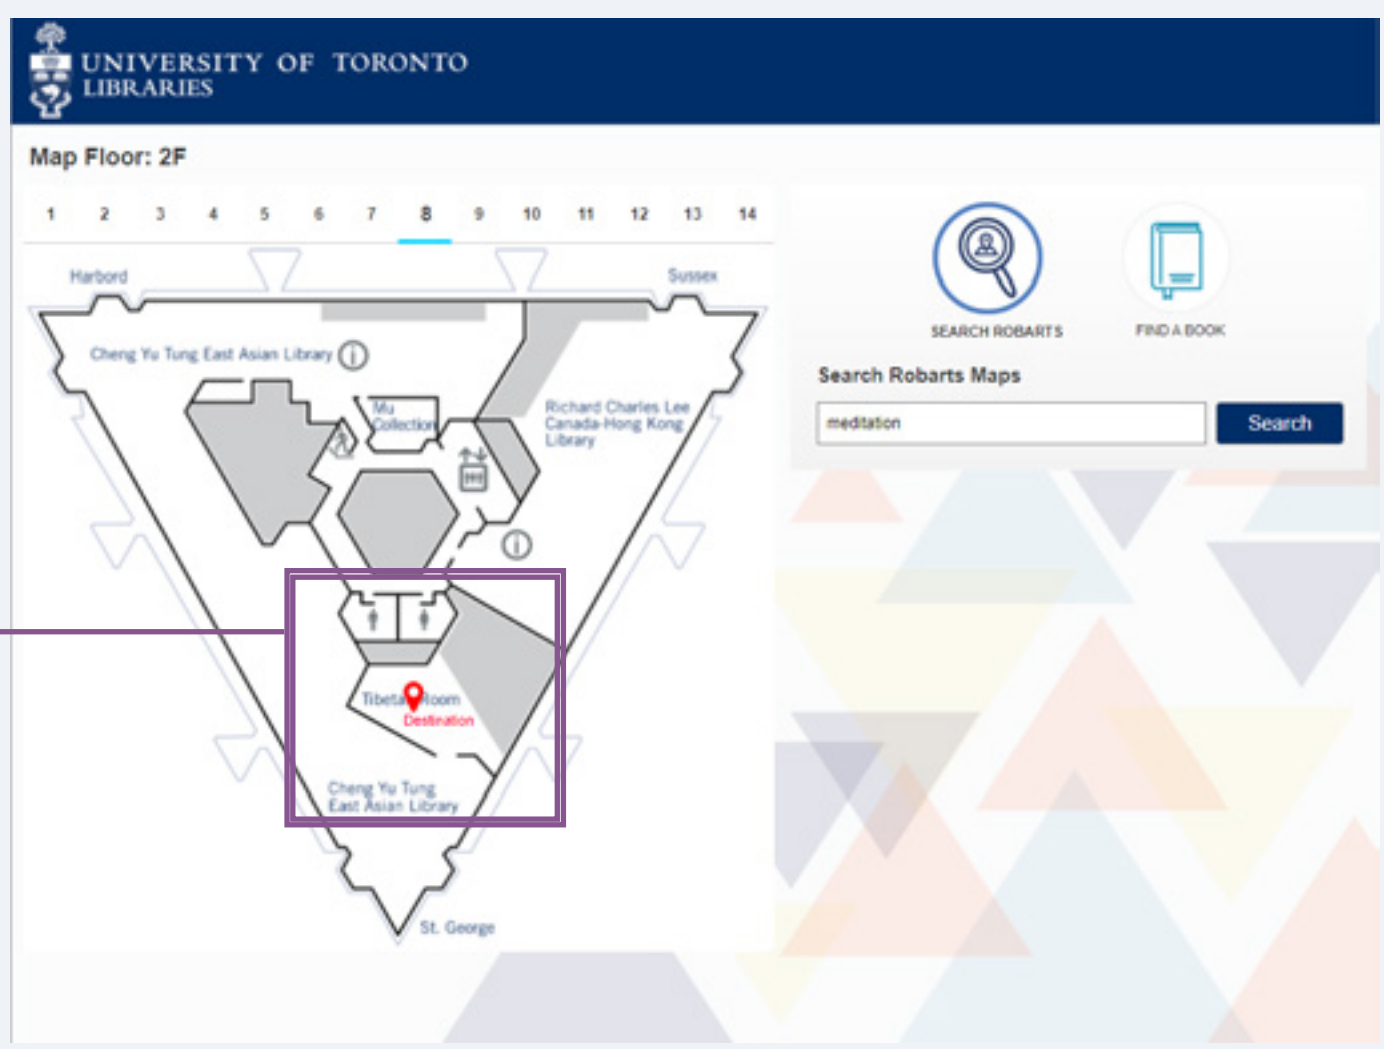 UNIVERSITY OF TORONTO
LIBRARIES
Map Floor: 2F
1 2 3 4 5 6 7 8 9 10 11 12 13 14
Harbord
Sussex
Cheng Yu Tung East Asian Library
Mu
Collection
Richard Charles Lee
Canada-Hong Kong
Library
Tibetan Room
Destination
Cheng Yu Tung
East Asian Library
St. George
SEARCH ROBARTS
FIND A BOOK
Search Robarts Maps
meditation
Search